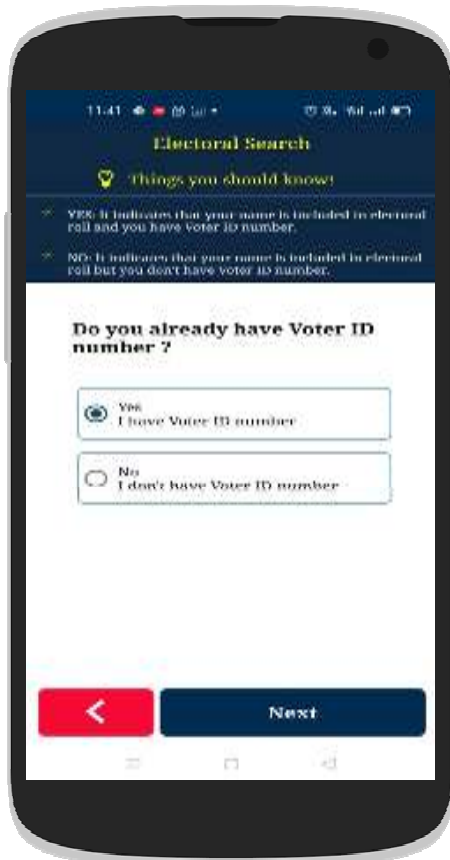 11:41
Electoral Search
Things you should know!
YES: It indicates that your name is included in electoral
roll and you have Voter ID number.
NO: It indicates that your name is included in electoral
roll but you don't have voter ID number.
Do you already have Voter ID
number ?
Yes
I have Voter ID number
No
I don't have Voter ID number
Next